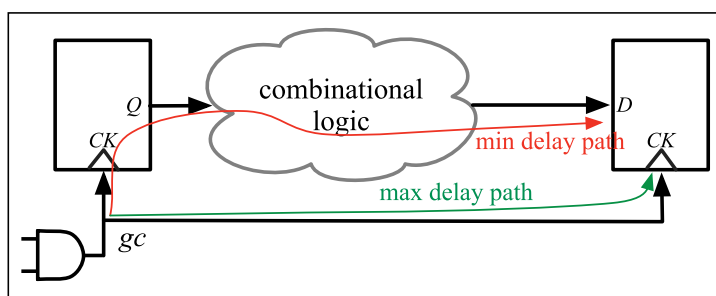 combinational
logic
Q
D
CK
CK
min delay path
max delay path
gc